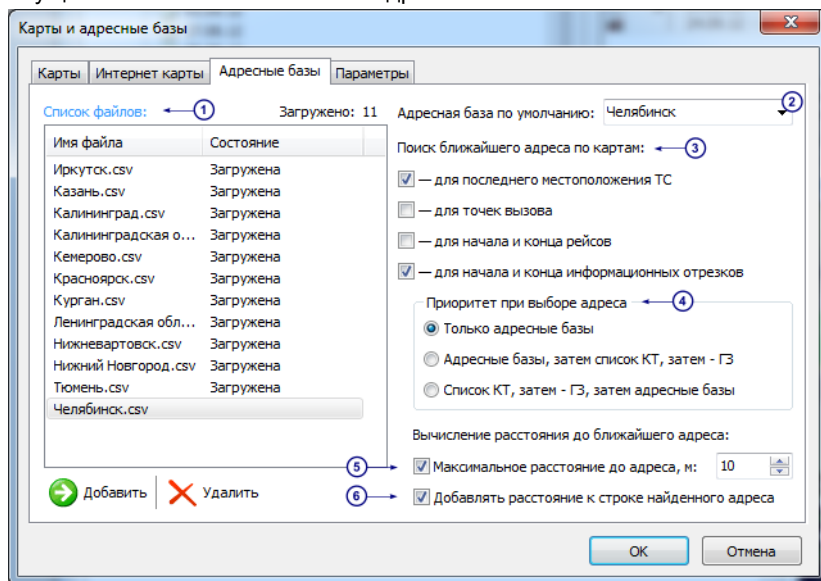 Карты и адресные базы
Карты Интернет карты Адресные базы Параметры
Список файлов: 1 Загружено: 11
Имя файла Состояние
Иркутск.csv Загружена
Казань.csv Загружена
Калининград.csv Загружена
Калининградская о... Загружена
Кемерово.csv Загружена
Красноярск.csv Загружена
Курган.csv Загружена
Ленинградская обл... Загружена
Нижневартовск.csv Загружена
Нижний Новгород.csv Загружена
Тюмень.csv Загружена
Челябинск.csv
Добавить Удалить
Адресная база по умолчанию: Челябинск 2
Поиск ближайшего адреса по картам: 3
— для последнего местоположения ТС
— для точек вызова
— для начала и конца рейсов
— для начала и конца информационных отрезков
Приоритет при выборе адреса 4
Только адресные базы
Адресные базы, затем список КТ, затем - ГЗ
Список КТ, затем - ГЗ, затем адресные базы
Вычисление расстояния до ближайшего адреса:
5 Максимальное расстояние до адреса, м: 10
6 Добавлять расстояние к строке найденного адреса
ОК Отмена